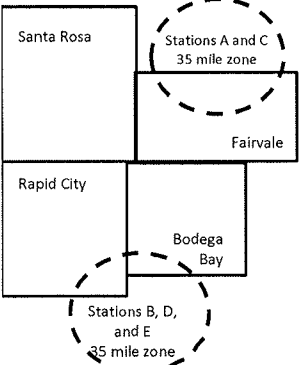 Santa Rosa
Stations A and C
35 mile zone
Fairvale
Rapid City
Bodega
Bay
Stations B, D,
and E
35 mile zone